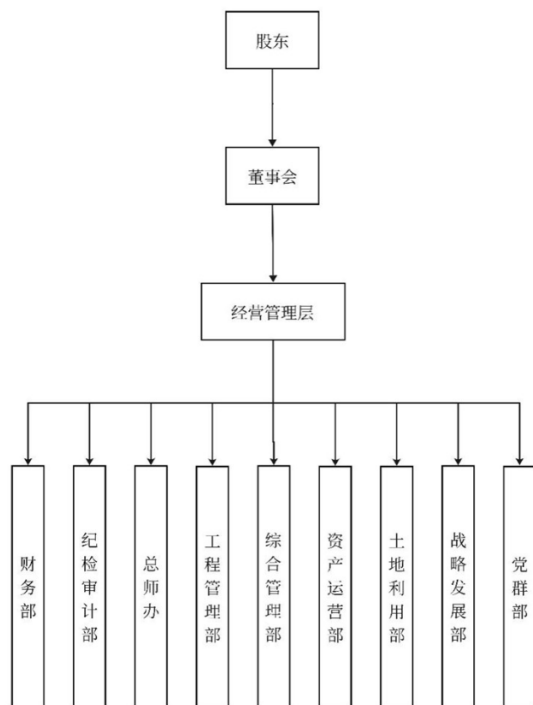 股东
董事会
经营管理层
财务部
纪检审计部
总师办
工程管理部
综合管理部
资产运营部
土地利用部
战略发展部
党群部